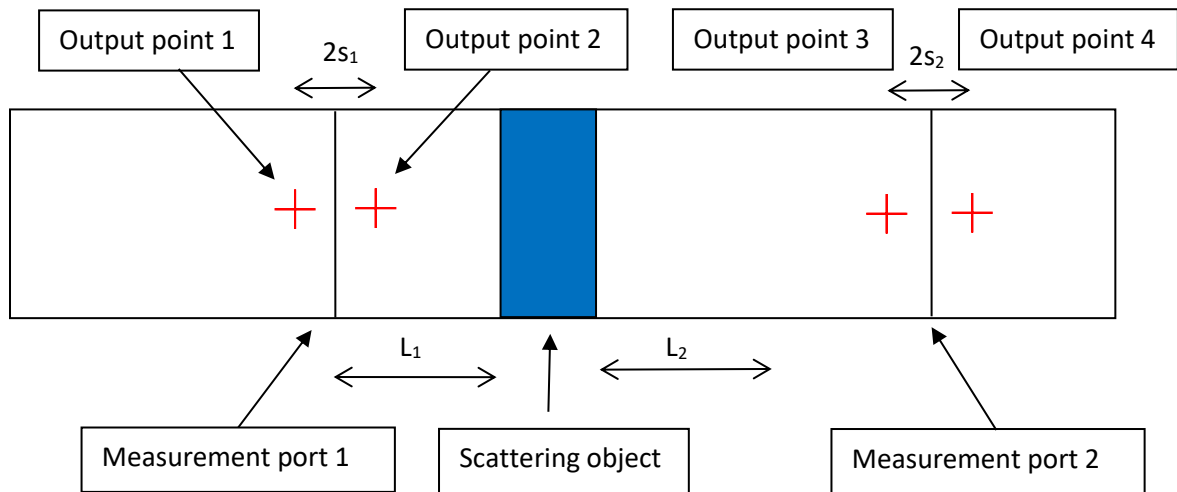 Output point 1
Output point 2
Output point 3
Output point 4
2s₁
2s₂
L₁
L₂
Measurement port 1
Scattering object
Measurement port 2